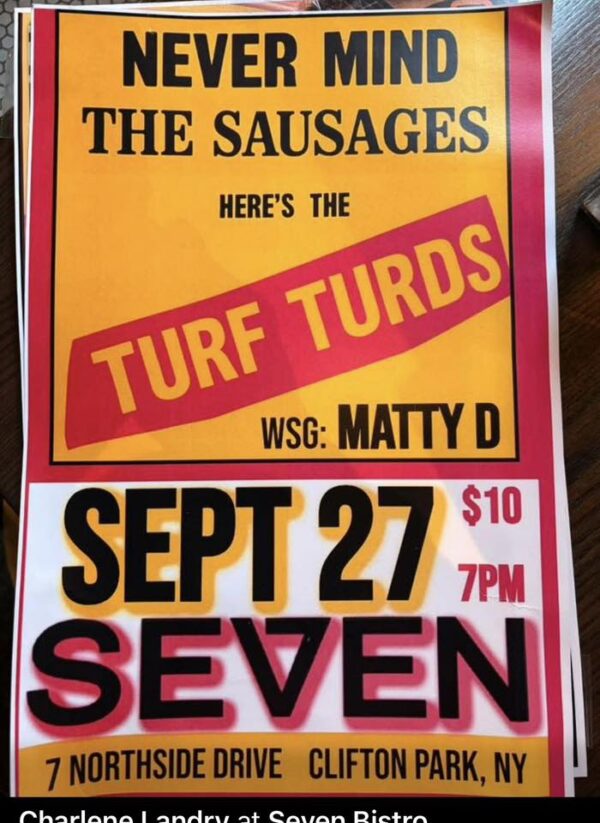 NEVER MIND
THE SAUSAGES
HERE'S THE
TURF TURDS
WSG: MATTY D
SEPT 27 $10
7PM
SEVEN
7 NORTHSIDE DRIVE CLIFTON PARK, NY
Charlene Landry at Seven Bistro